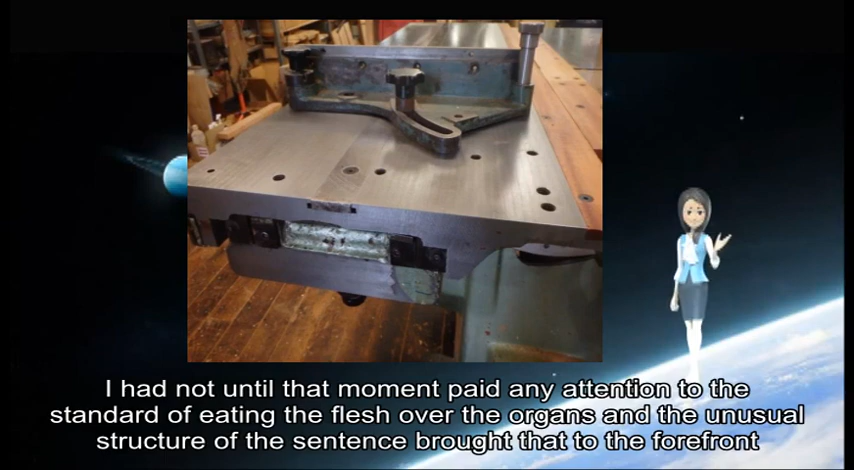 I had not until that moment paid any attention to the
standard of eating the flesh over the organs and the unusual
structure of the sentence brought that to the forefront